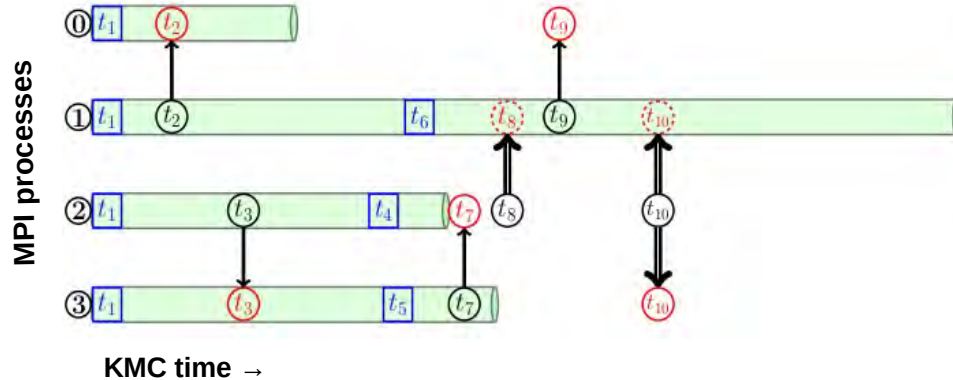 MPI processes
0 t1 t2 t9
t2
1 t1 t6 t8 t9 t10
2 t1 t3 t4 t7 t8 t10
3 t1 t3 t5 t7 t10
KMC time →